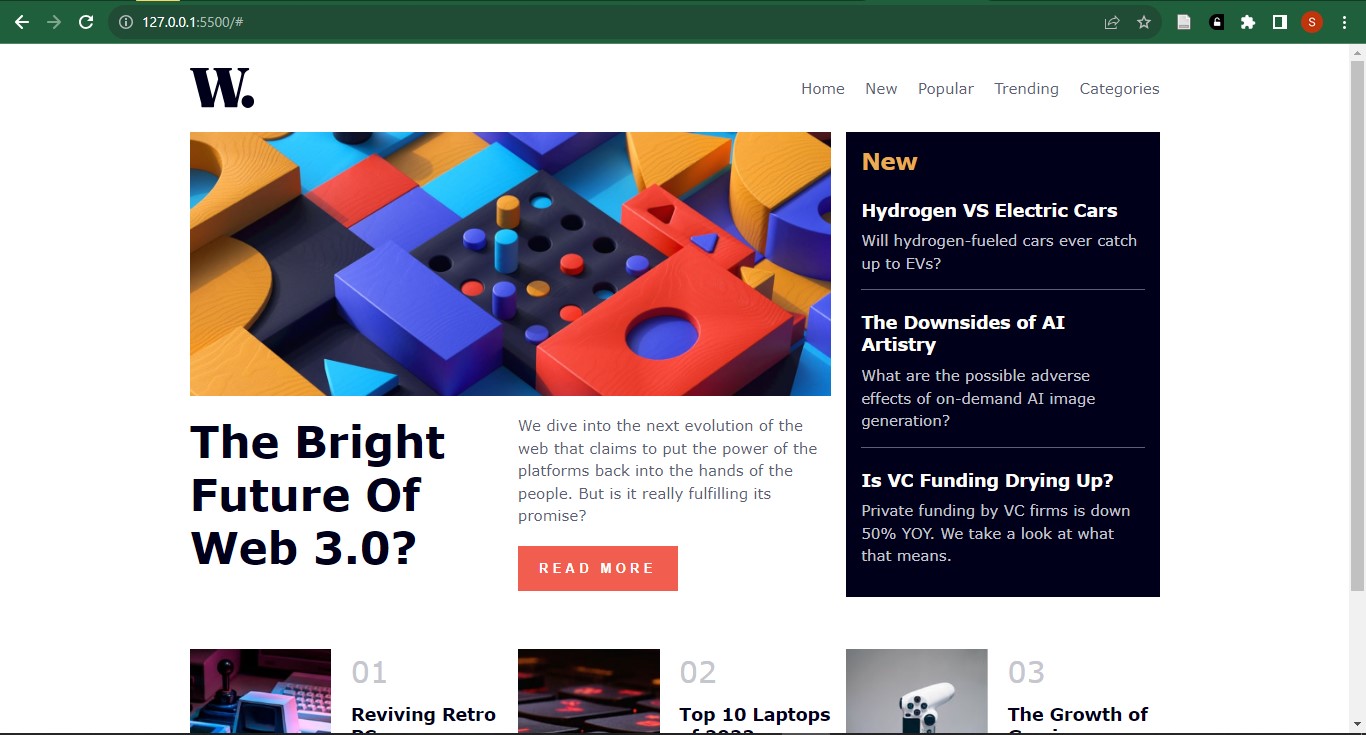 127.0.0.1:5500/#
S
W.
Home New Popular Trending Categories
New
Hydrogen VS Electric Cars
Will hydrogen-fueled cars ever catch
up to EVs?
The Downsides of AI
Artistry
What are the possible adverse
effects of on-demand AI image
generation?
Is VC Funding Drying Up?
Private funding by VC firms is down
50% YOY. We take a look at what
that means.
The Bright
Future Of
Web 3.0?
We dive into the next evolution of the
web that claims to put the power of the
platforms back into the hands of the
people. But is it really fulfilling its
promise?
READ MORE
01
Reviving Retro
02
Top 10 Laptops
03
The Growth of